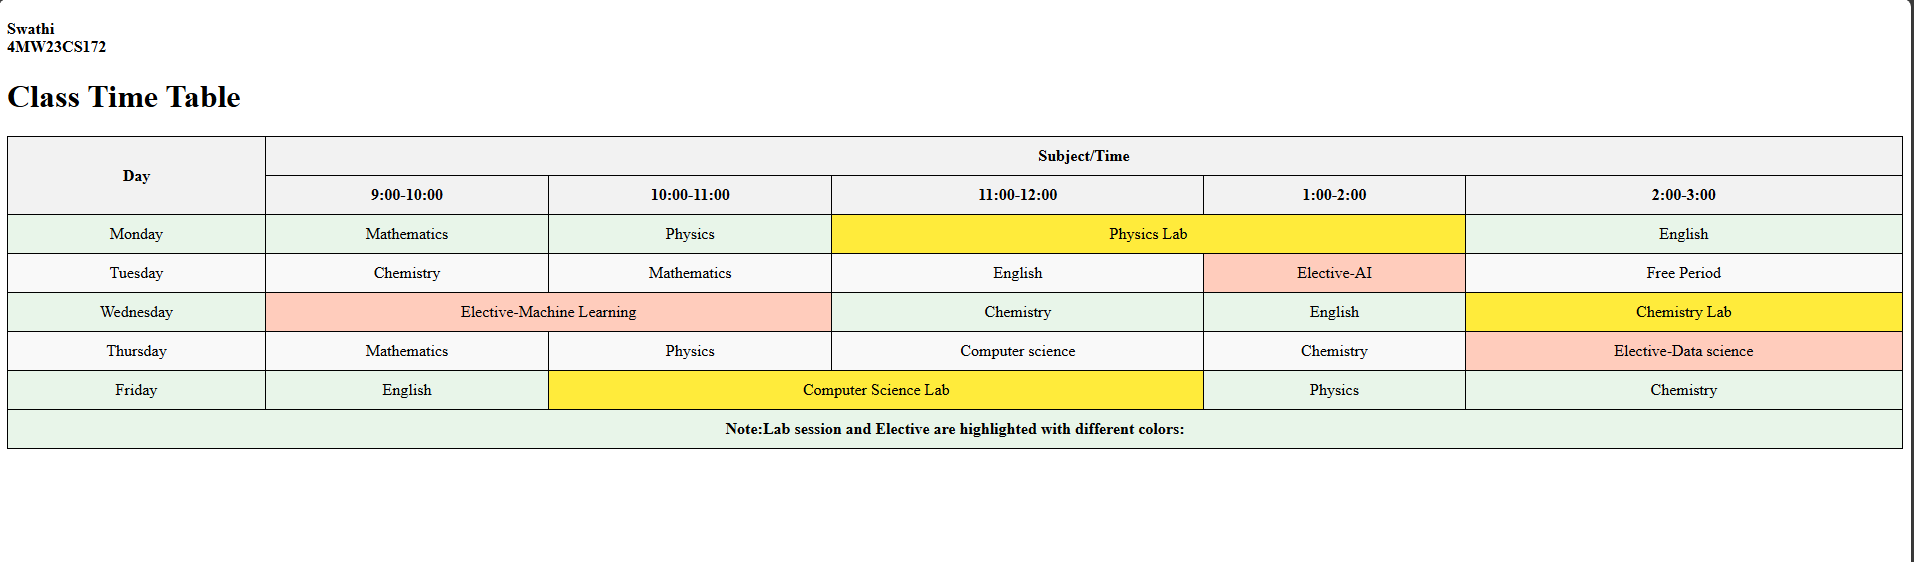 Swathi
4MW23CS172
Class Time Table
Day Subject/Time
9:00-10:00 10:00-11:00 11:00-12:00 1:00-2:00 2:00-3:00
Monday Mathematics Physics Physics Lab English
Tuesday Chemistry Mathematics English Elective-AI Free Period
Wednesday Elective-Machine Learning Chemistry English Chemistry Lab
Thursday Mathematics Physics Computer science Chemistry Elective-Data science
Friday English Computer Science Lab Physics Chemistry
Note:Lab session and Elective are highlighted with different colors: